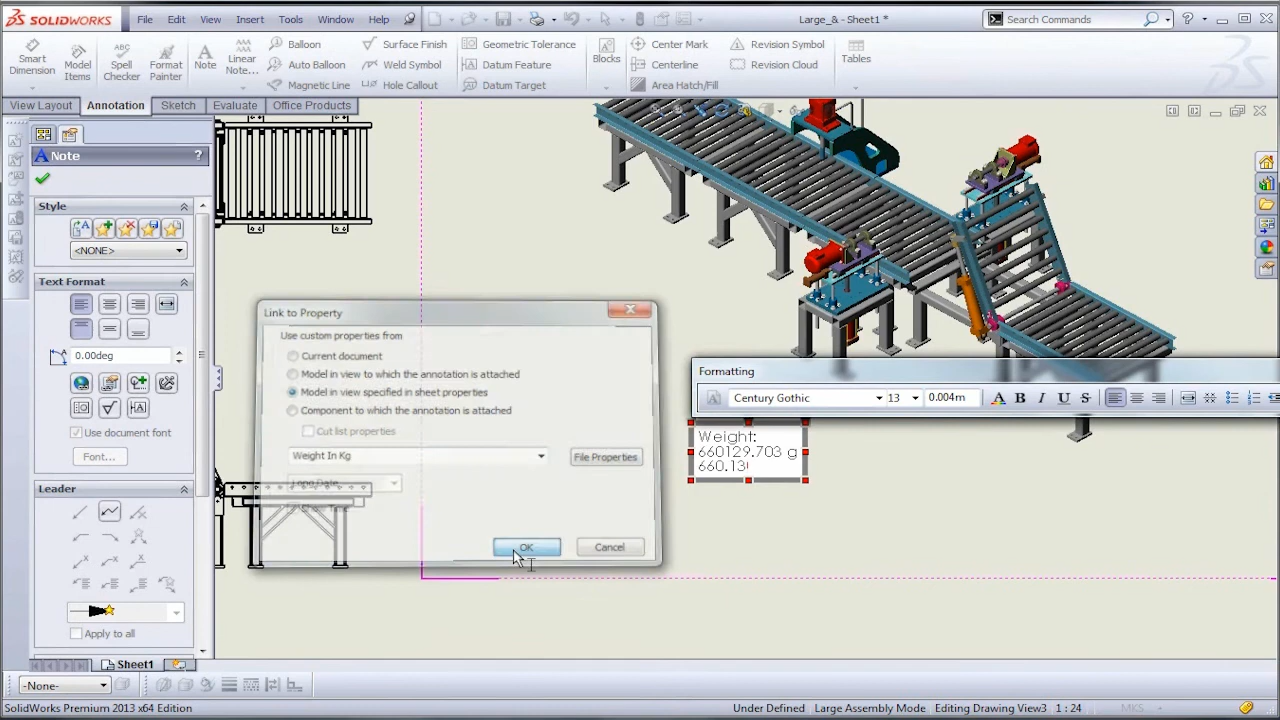 SOLIDWORKS File Edit View Insert Tools Window Help Large_& - Sheet1 * Search Commands ?
Smart Dimension
Model Items
ABC Spell Checker
Format Painter
Note
Linear Note...
Balloon
Auto Balloon
Magnetic Line
Surface Finish
Weld Symbol
Hole Callout
Geometric Tolerance
Datum Feature
Datum Target
Blocks
Center Mark
Centerline
Area Hatch/Fill
Revision Symbol
Revision Cloud
Tables
View Layout Annotation Sketch Evaluate Office Products
A Note ?
Style
<NONE>
Text Format
0.00deg
Use document font
Font...
Leader
Apply to all
Link to Property
Use custom properties from
Current document
Model in view to which the annotation is attached
Model in view specified in sheet properties
Component to which the annotation is attached
Cut list properties
Weight In Kg File Properties
Long Date
OK Cancel
Formatting
Century Gothic 13 0.004m A B I U S
Weight:
660129.703 g
660.13
Sheet1
-None-
SolidWorks Premium 2013 x64 Edition Under Defined Large Assembly Mode Editing Drawing View3 1 : 24 MKS